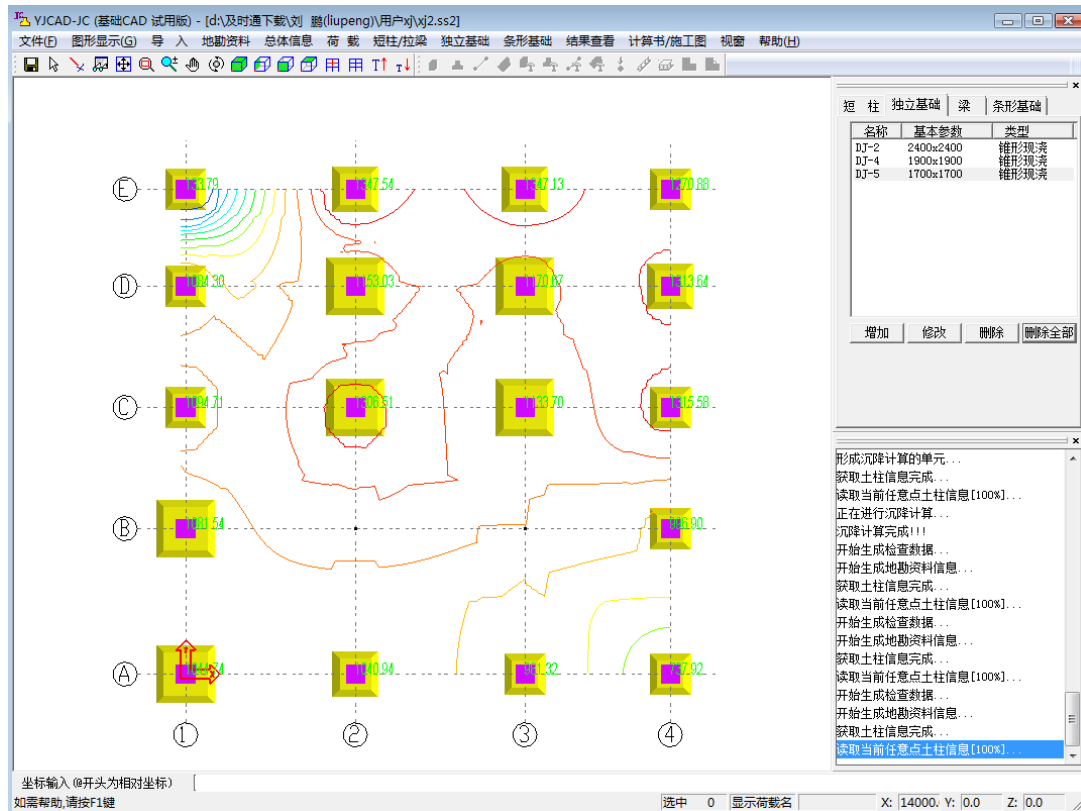 YJCAD-JC (基础CAD 试用版) - [d:\及时通下载\刘 鹏(liupeng)\用户xj\xj2.ss2]
文件(F) 图形显示(G) 导 入 地勘资料 总体信息 荷 载 短柱/拉梁 独立基础 条形基础 结果查看 计算书/施工图 视窗 帮助(H)
短 柱 独立基础 梁 条形基础
名称 基本参数 类型
DJ-2 2400x2400 锥形现浇
DJ-4 1900x1900 锥形现浇
DJ-5 1700x1700 锥形现浇
增加 修改 删除 删除全部
E 1347.54 1347.13
D 1084.30 1153.03 1170.67 1313.64
C 1094.71 1306.51 1133.70 1315.58
B 1081.54
A 1040.94
1 2 3 4
形成沉降计算的单元...
获取土柱信息完成...
读取当前任意点土柱信息[100%]...
正在进行沉降计算...
沉降计算完成!!!
开始生成检查数据...
开始生成地勘资料信息...
获取土柱信息完成...
读取当前任意点土柱信息[100%]...
开始生成检查数据...
开始生成地勘资料信息...
获取土柱信息完成...
读取当前任意点土柱信息[100%]...
开始生成检查数据...
开始生成地勘资料信息...
获取土柱信息完成...
读取当前任意点土柱信息[100%]...
坐标输入(@开头为相对坐标)
如需帮助,请按F1键 选中 0 显示荷载名 X: 14000. Y: 0.0 Z: 0.0